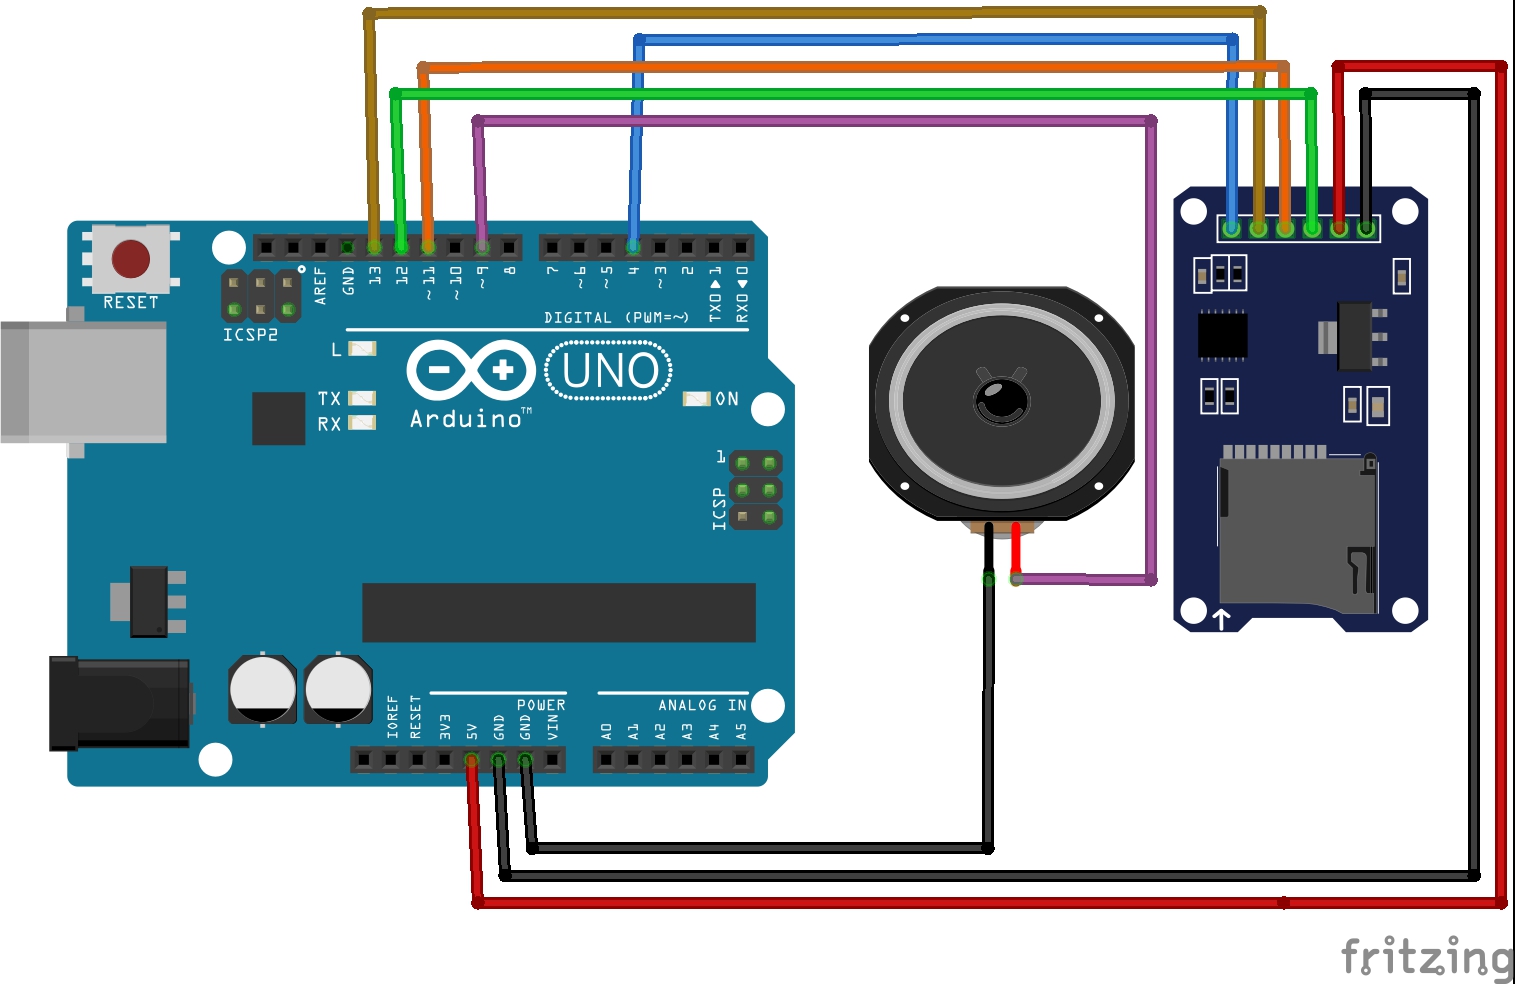 RESET
ICSP2
AREF
GND
13
12
~11
~10
~9
8
7
~6
~5
4
~3
2
TX0▶1
RX0◀0
DIGITAL (PWM=~)
L
TX
RX
UNO
Arduino™
ON
1
ICSP
IOREF
RESET
3V3
5V
GND
GND
VIN
POWER
ANALOG IN
A0
A1
A2
A3
A4
A5
fritzing